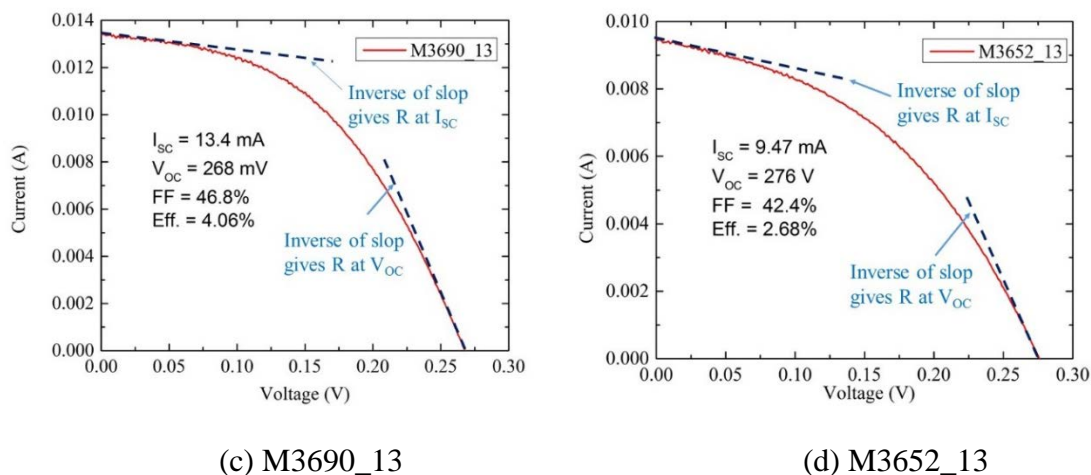 0.014
0.012
0.010
0.008
0.006
0.004
0.002
0.000
Current (A)
0.00 0.05 0.10 0.15 0.20 0.25 0.30
Voltage (V)
M3690_13
Inverse of slop
gives R at I_SC
I_SC = 13.4 mA
V_OC = 268 mV
FF = 46.8%
Eff. = 4.06%
Inverse of slop
gives R at V_OC
(c) M3690_13
0.010
0.008
0.006
0.004
0.002
0.000
Current (A)
0.00 0.05 0.10 0.15 0.20 0.25 0.30
Voltage (V)
M3652_13
Inverse of slop
gives R at I_SC
I_SC = 9.47 mA
V_OC = 276 V
FF = 42.4%
Eff. = 2.68%
Inverse of slop
gives R at V_OC
(d) M3652_13